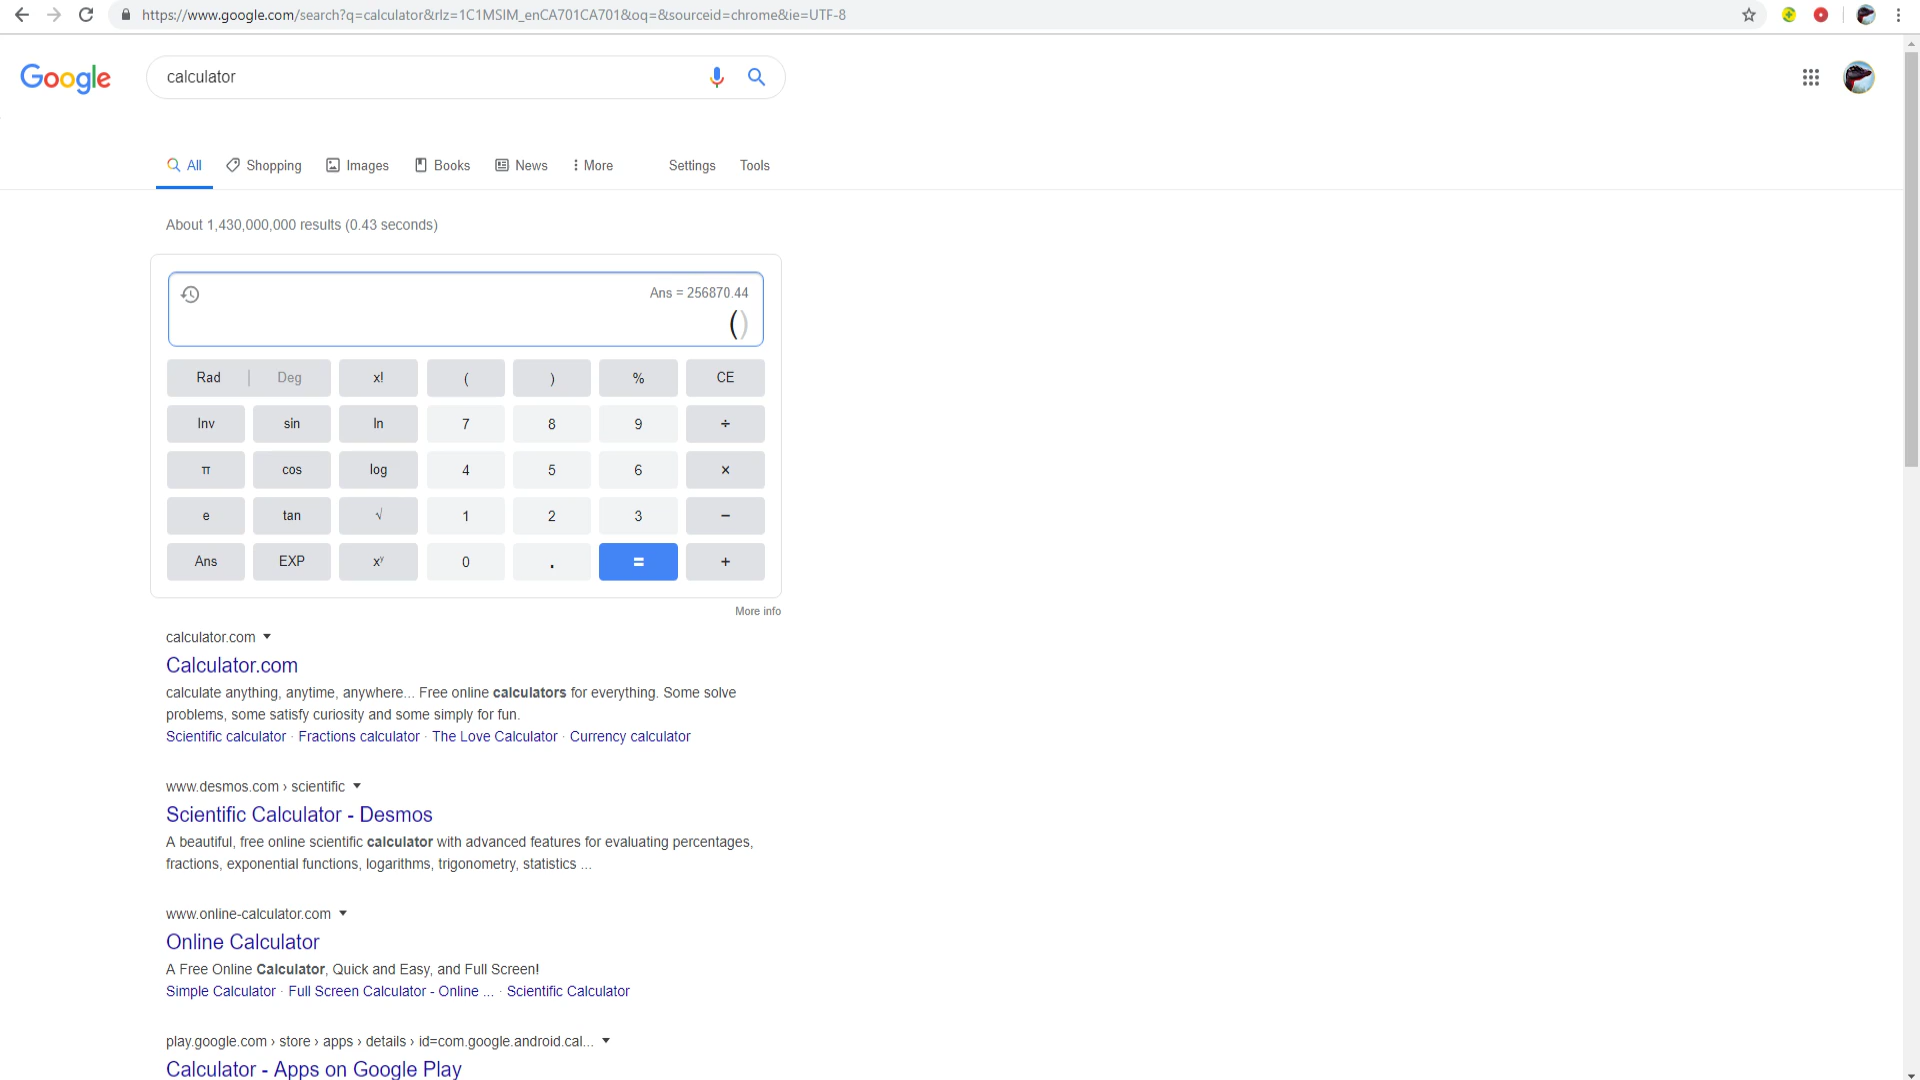 https://www.google.com/search?q=calculator&rlz=1C1MSIM_enCA701CA701&oq=&sourceid=chrome&ie=UTF-8
Google
calculator
All Shopping Images Books News More Settings Tools
About 1,430,000,000 results (0.43 seconds)
Ans = 256870.44
()
Rad | Deg x! ( ) % CE
Inv sin ln 7 8 9 ÷
π cos log 4 5 6 ×
e tan √ 1 2 3 −
Ans EXP xʸ 0 . = +
More info
calculator.com
Calculator.com
calculate anything, anytime, anywhere... Free online calculators for everything. Some solve
problems, some satisfy curiosity and some simply for fun.
Scientific calculator · Fractions calculator · The Love Calculator · Currency calculator
www.desmos.com › scientific
Scientific Calculator - Desmos
A beautiful, free online scientific calculator with advanced features for evaluating percentages,
fractions, exponential functions, logarithms, trigonometry, statistics ...
www.online-calculator.com
Online Calculator
A Free Online Calculator, Quick and Easy, and Full Screen!
Simple Calculator · Full Screen Calculator - Online ... · Scientific Calculator
play.google.com › store › apps › details › id=com.google.android.cal...
Calculator - Apps on Google Play